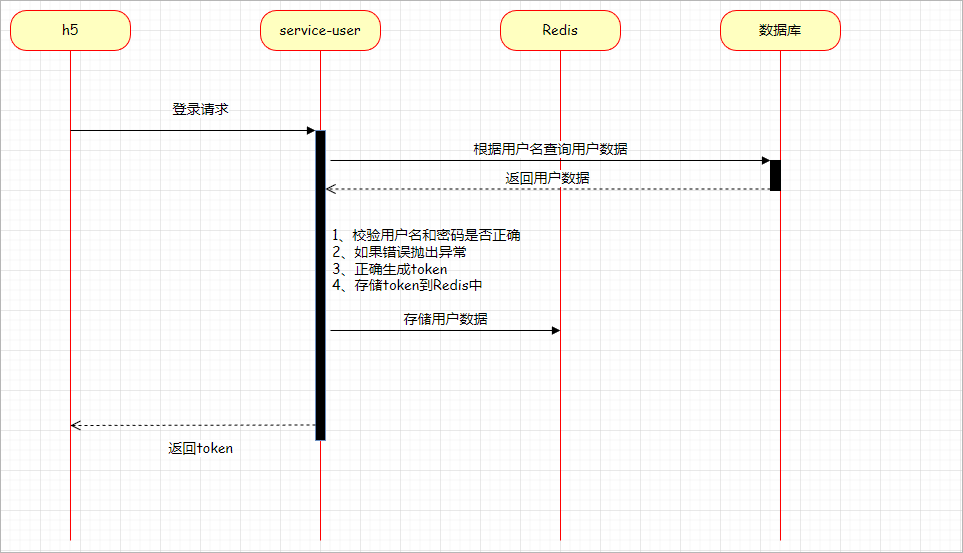 h5
service-user
Redis
数据库
登录请求
根据用户名查询用户数据
返回用户数据
1、校验用户名和密码是否正确
2、如果错误抛出异常
3、正确生成token
4、存储token到Redis中
存储用户数据
返回token